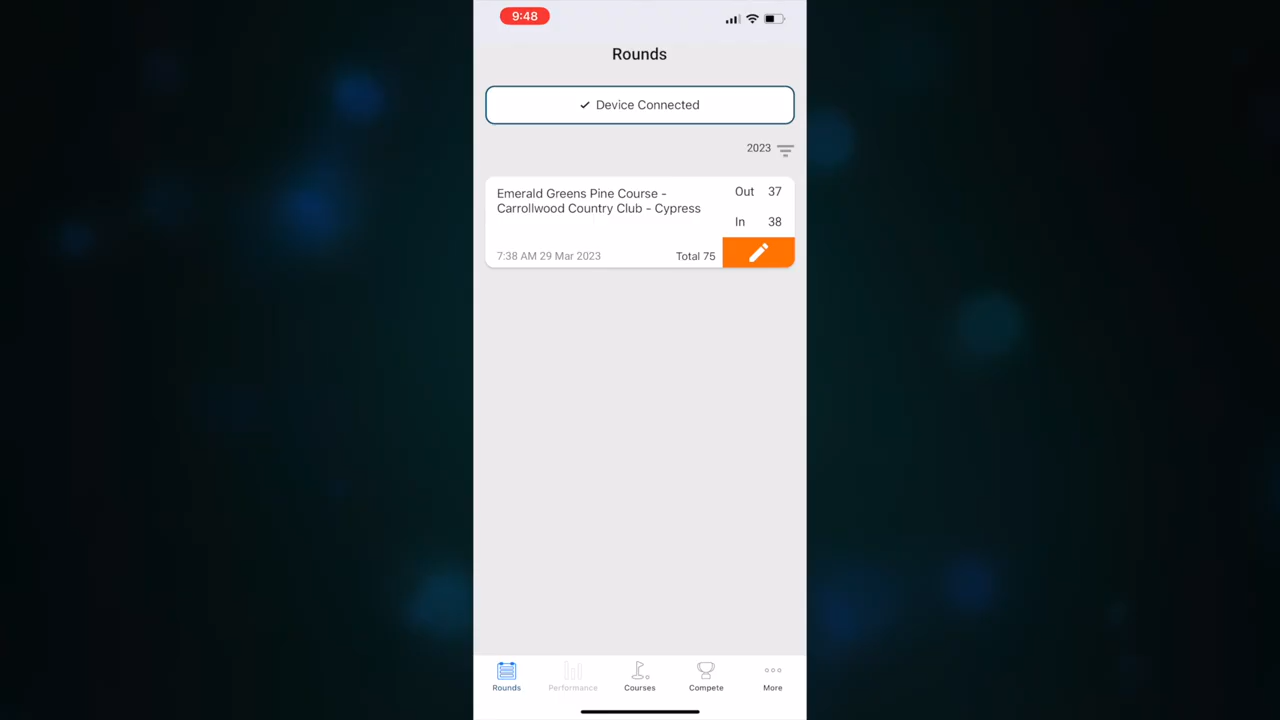 9:48
Rounds
✓ Device Connected
2023
Emerald Greens Pine Course -
Carrollwood Country Club - Cypress
Out 37
In 38
7:38 AM 29 Mar 2023
Total 75
Rounds
Performance
Courses
Compete
More